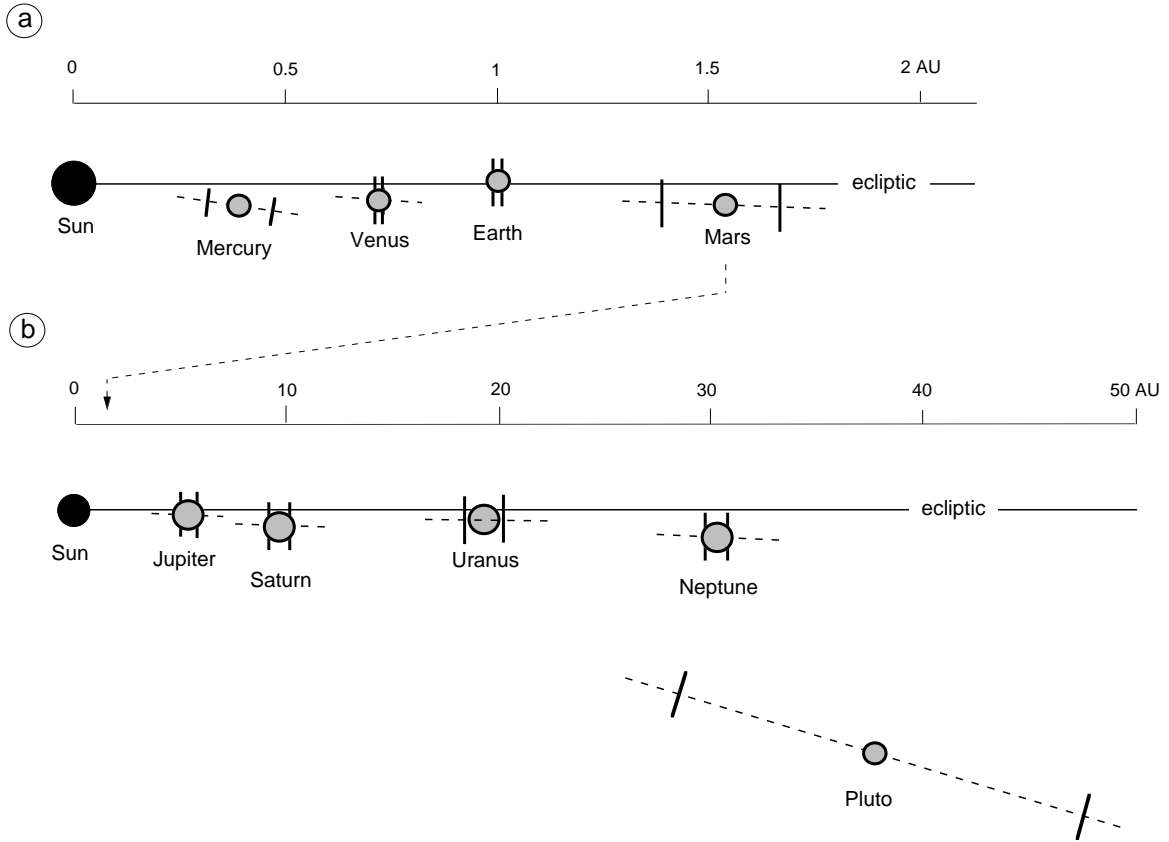 a
0 0.5 1 1.5 2 AU
ecliptic
Sun
Mercury
Venus
Earth
Mars
b
0 10 20 30 40 50 AU
ecliptic
Sun
Jupiter
Saturn
Uranus
Neptune
Pluto